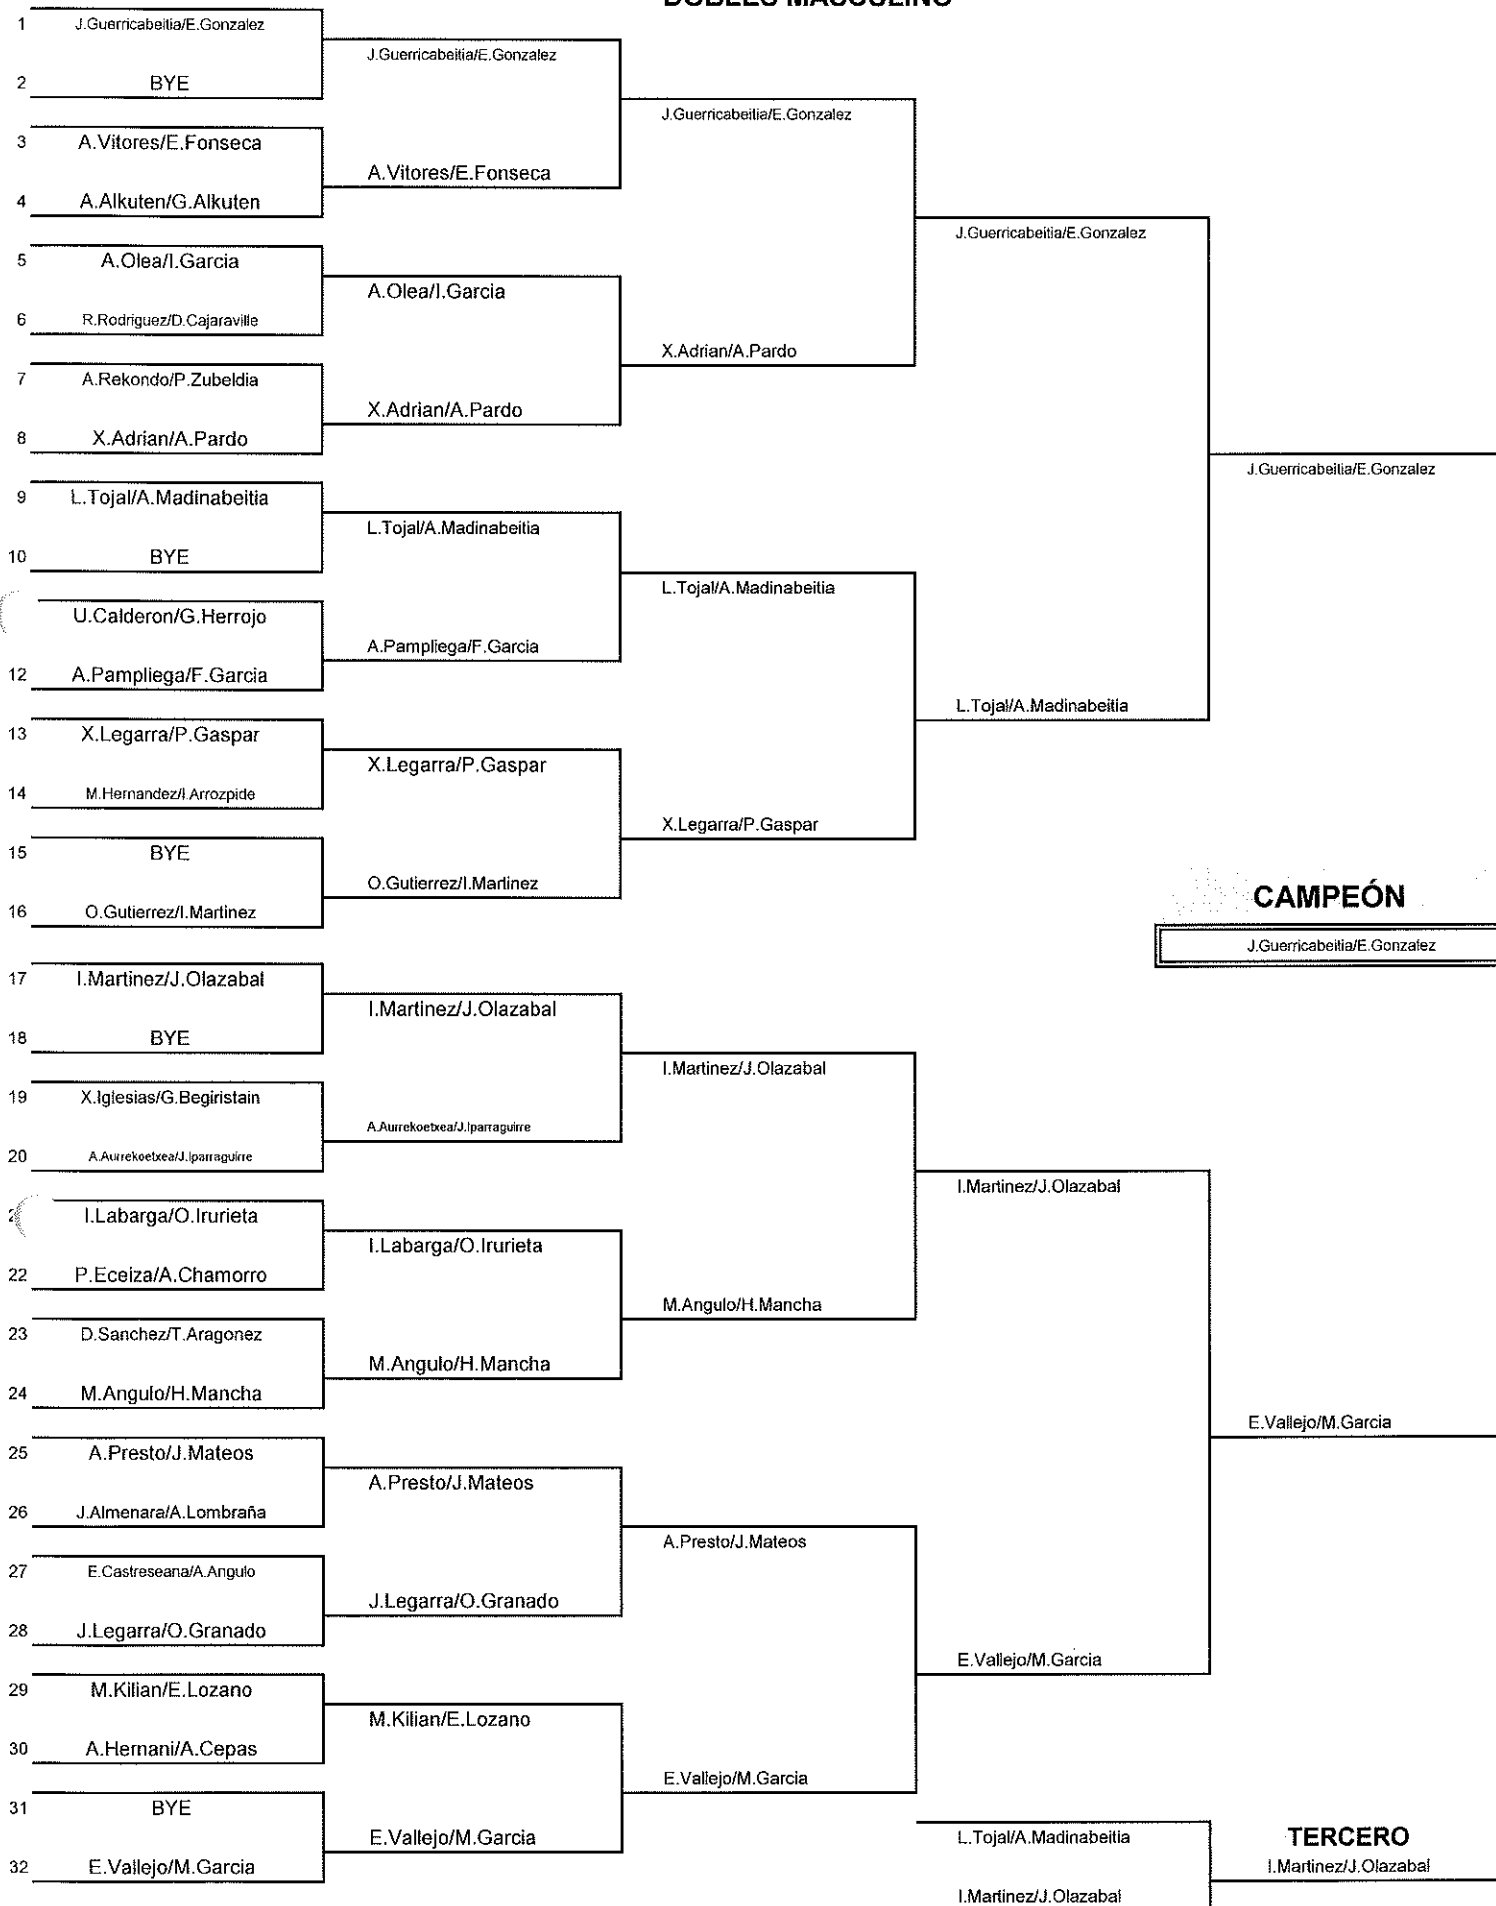 DOBLES MASCULINO
1 J.Guerricabeitia/E.Gonzalez
J.Guerricabeitia/E.Gonzalez
2 BYE
J.Guerricabeitia/E.Gonzalez
3 A.Vitores/E.Fonseca
A.Vitores/E.Fonseca
4 A.Alkuten/G.Alkuten
J.Guerricabeitia/E.Gonzalez
5 A.Olea/I.Garcia
A.Olea/I.Garcia
6 R.Rodriguez/D.Cajaraville
X.Adrian/A.Pardo
7 A.Rekondo/P.Zubeldia
X.Adrian/A.Pardo
8 X.Adrian/A.Pardo
J.Guerricabeitia/E.Gonzalez
9 L.Tojal/A.Madinabeitia
L.Tojal/A.Madinabeitia
10 BYE
L.Tojal/A.Madinabeitia
U.Calderon/G.Herrojo
A.Pampliega/F.Garcia
12 A.Pampliega/F.Garcia
L.Tojal/A.Madinabeitia
13 X.Legarra/P.Gaspar
X.Legarra/P.Gaspar
14 M.Hernandez/I.Arrozpide
X.Legarra/P.Gaspar
15 BYE
O.Gutierrez/I.Martinez
16 O.Gutierrez/I.Martinez
CAMPEÓN
J.Guerricabeitia/E.Gonzalez
17 I.Martinez/J.Olazabal
I.Martinez/J.Olazabal
18 BYE
I.Martinez/J.Olazabal
19 X.Iglesias/G.Begiristain
A.Aurrekoetxea/J.Iparraguirre
20 A.Aurrekoetxea/J.Iparraguirre
I.Martinez/J.Olazabal
2 I.Labarga/O.Irurieta
I.Labarga/O.Irurieta
22 P.Eceiza/A.Chamorro
M.Angulo/H.Mancha
23 D.Sanchez/T.Aragonez
M.Angulo/H.Mancha
24 M.Angulo/H.Mancha
E.Vallejo/M.Garcia
25 A.Presto/J.Mateos
A.Presto/J.Mateos
26 J.Almenara/A.Lombraña
A.Presto/J.Mateos
27 E.Castreseana/A.Angulo
J.Legarra/O.Granado
28 J.Legarra/O.Granado
E.Vallejo/M.Garcia
29 M.Kilian/E.Lozano
M.Kilian/E.Lozano
30 A.Hernani/A.Cepas
E.Vallejo/M.Garcia
31 BYE
E.Vallejo/M.Garcia
32 E.Vallejo/M.Garcia
L.Tojal/A.Madinabeitia
TERCERO
I.Martinez/J.Olazabal
I.Martinez/J.Olazabal